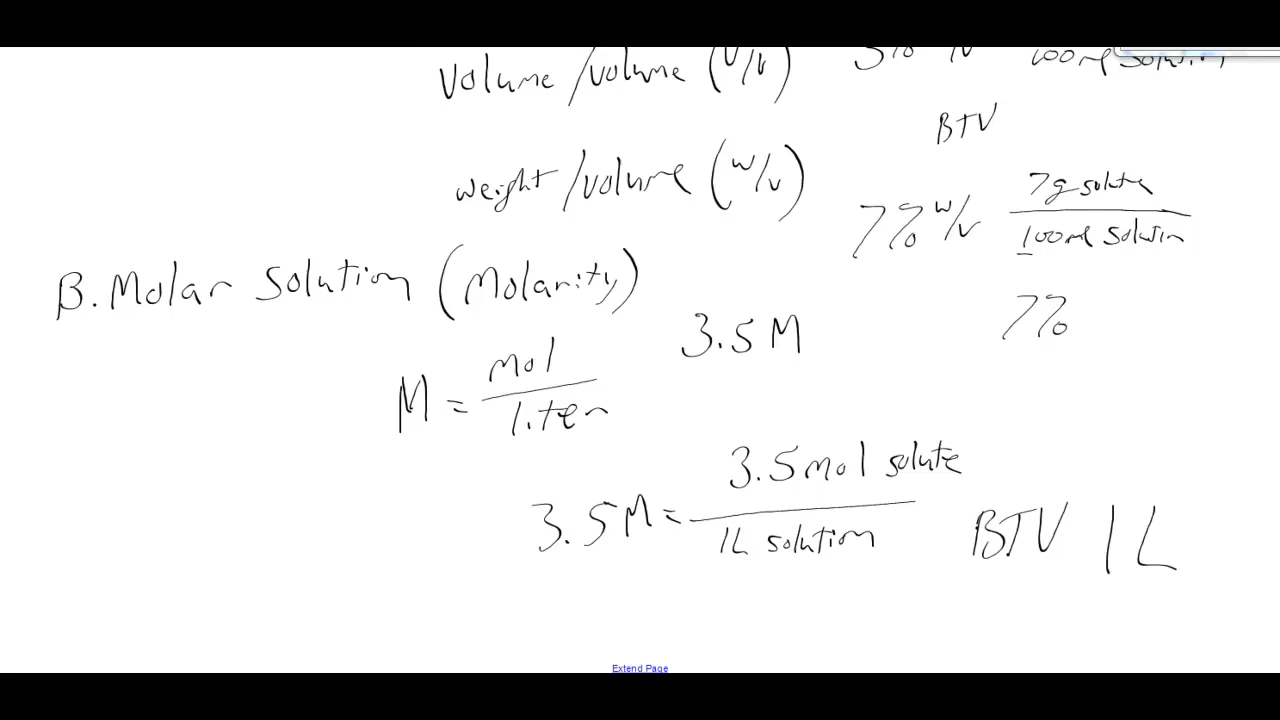 Volume/volume (v/v)
BTV
weight/volume (w/v) 7% w/v 7g solute
100ml solution
B. Molar Solution (Molarity)
3.5 M 7%
M = mol
liter
3.5 mol solute
3.5 M =
1L solution BTV 1L
Extend Page